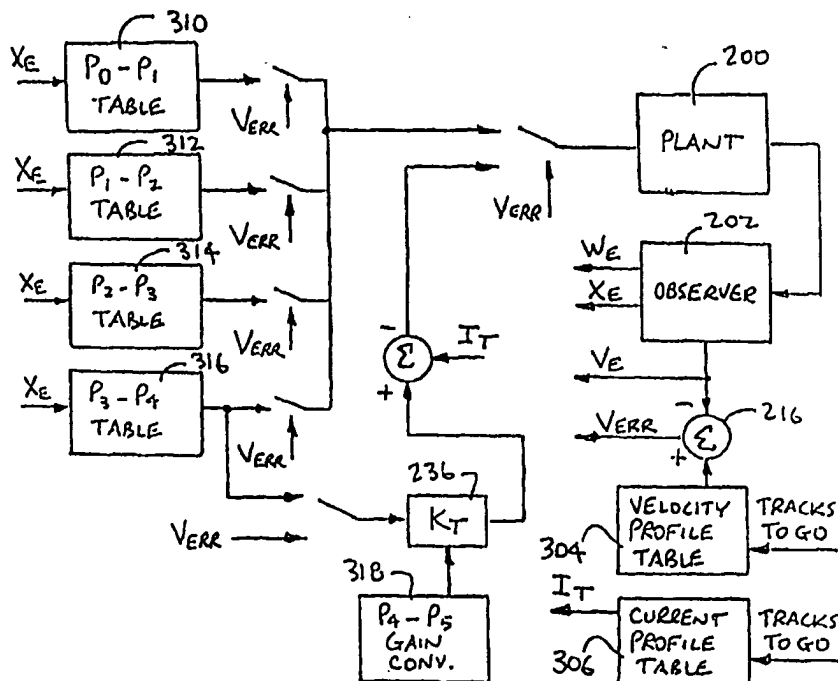 310
X_E
P_0 - P_1
TABLE
V_ERR
312
X_E
P_1 - P_2
TABLE
V_ERR
314
X_E
P_2 - P_3
TABLE
V_ERR
316
X_E
P_3 - P_4
TABLE
V_ERR
V_ERR
236
K_T
318
P_4 - P_5
GAIN
CONV.
-
Σ
+
I_T
V_ERR
200
PLANT
202
OBSERVER
W_E
X_E
V_E
V_ERR
-
Σ
+
216
304
VELOCITY
PROFILE
TABLE
TRACKS
TO GO
I_T
306
CURRENT
PROFILE
TABLE
TRACKS
TO GO